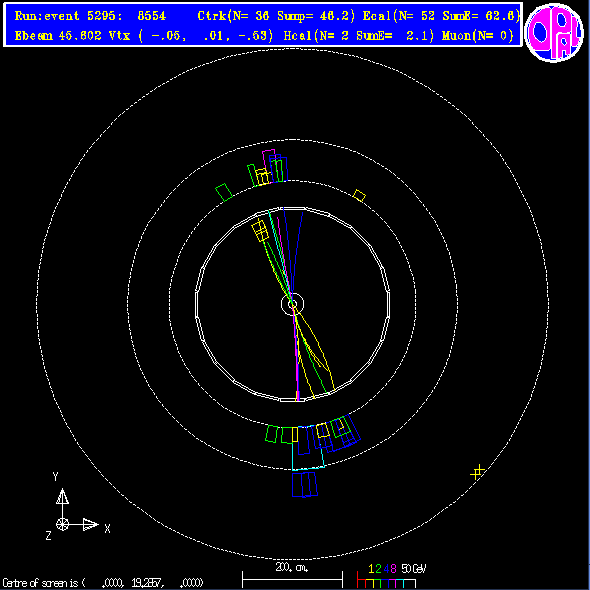 Run:event 5295: 8554 Ctrk(N= 36 Sump= 46.2) Ecal(N= 52 SumE= 62.6)
Ebeam 45.602 Vtx ( -.05, .01, -.53) Hcal(N= 2 SumE= 2.1) Muon(N= 0)
OPAL
Y
X
Z
200. cm.
1 2 4 8 50 GeV
Centre of screen is ( .0000, 19.2857, .0000)